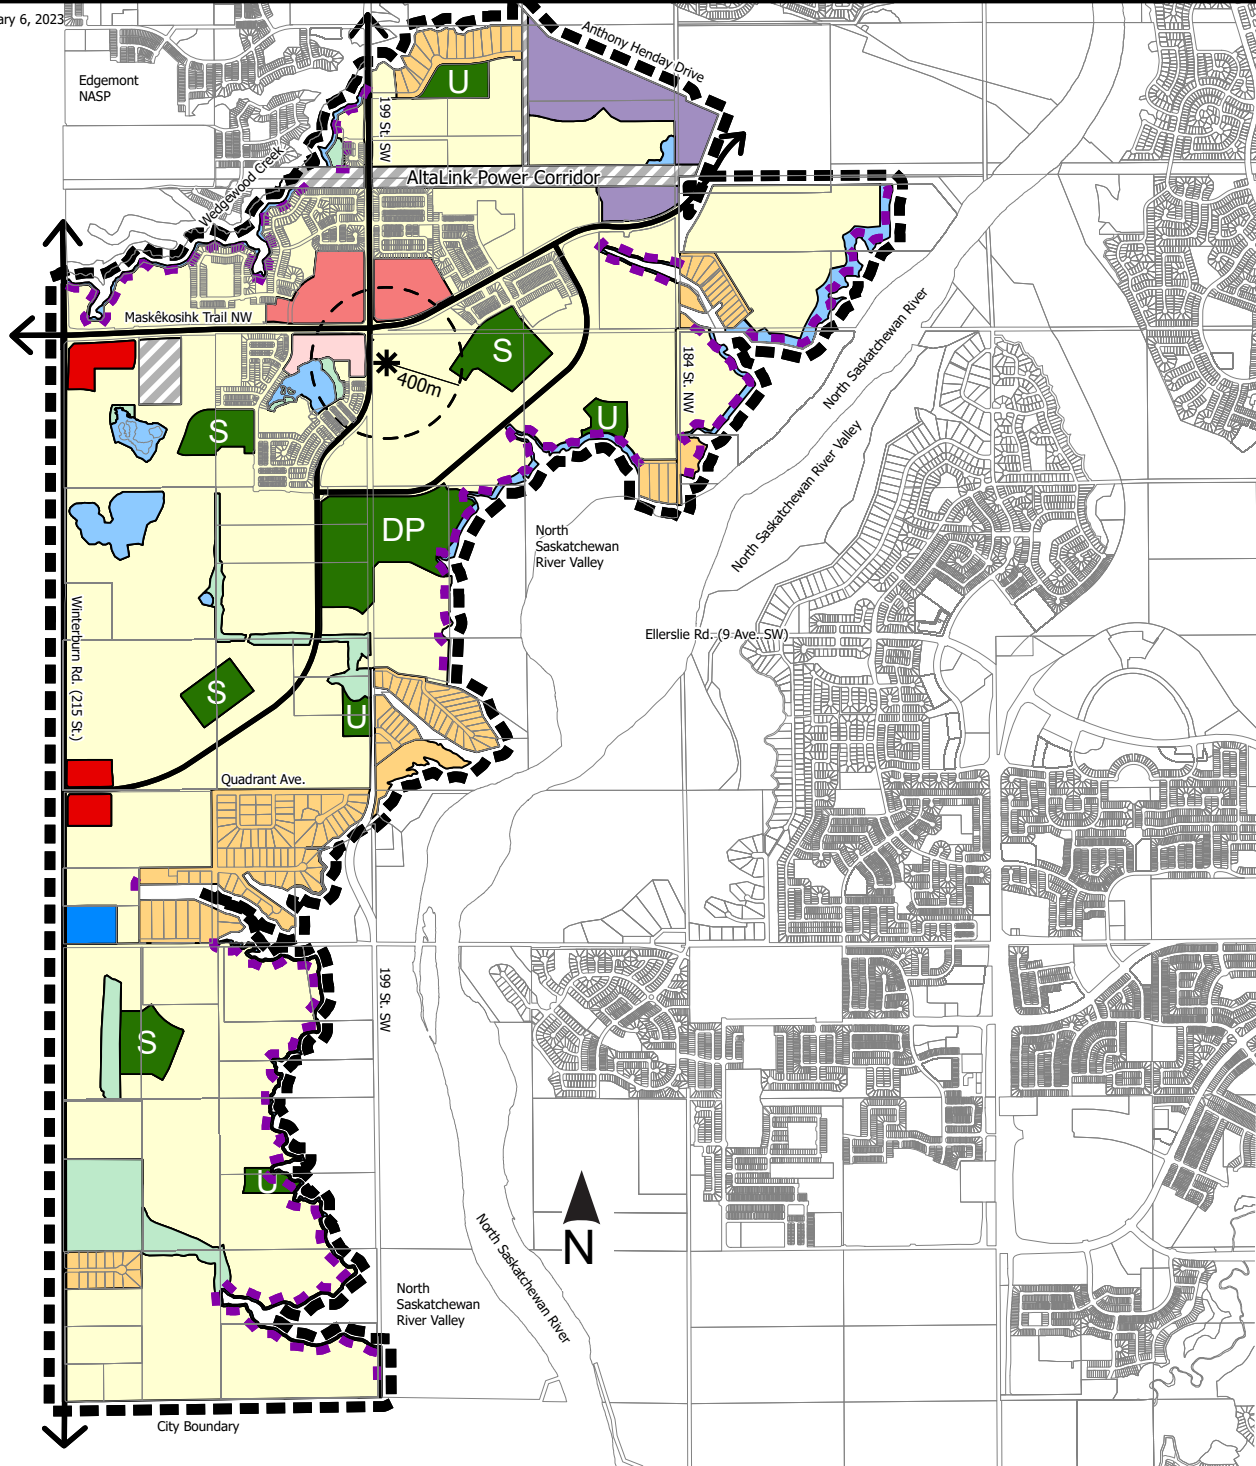 ary 6, 2023
Edgemont
NASP
Anthony Henday Drive
U
199 St. SW
AltaLink Power Corridor
Wedgewood Creek
Maskêkosihk Trail NW
S
400m
184 St. NW
North Saskatchewan River
S
U
North Saskatchewan River Valley
DP
North
Saskatchewan
River Valley
Winterburn Rd. (215 St.)
Ellerslie Rd. (9 Ave. SW)
S
U
Quadrant Ave.
199 St. SW
S
U
N
North Saskatchewan River
North
Saskatchewan
River Valley
City Boundary